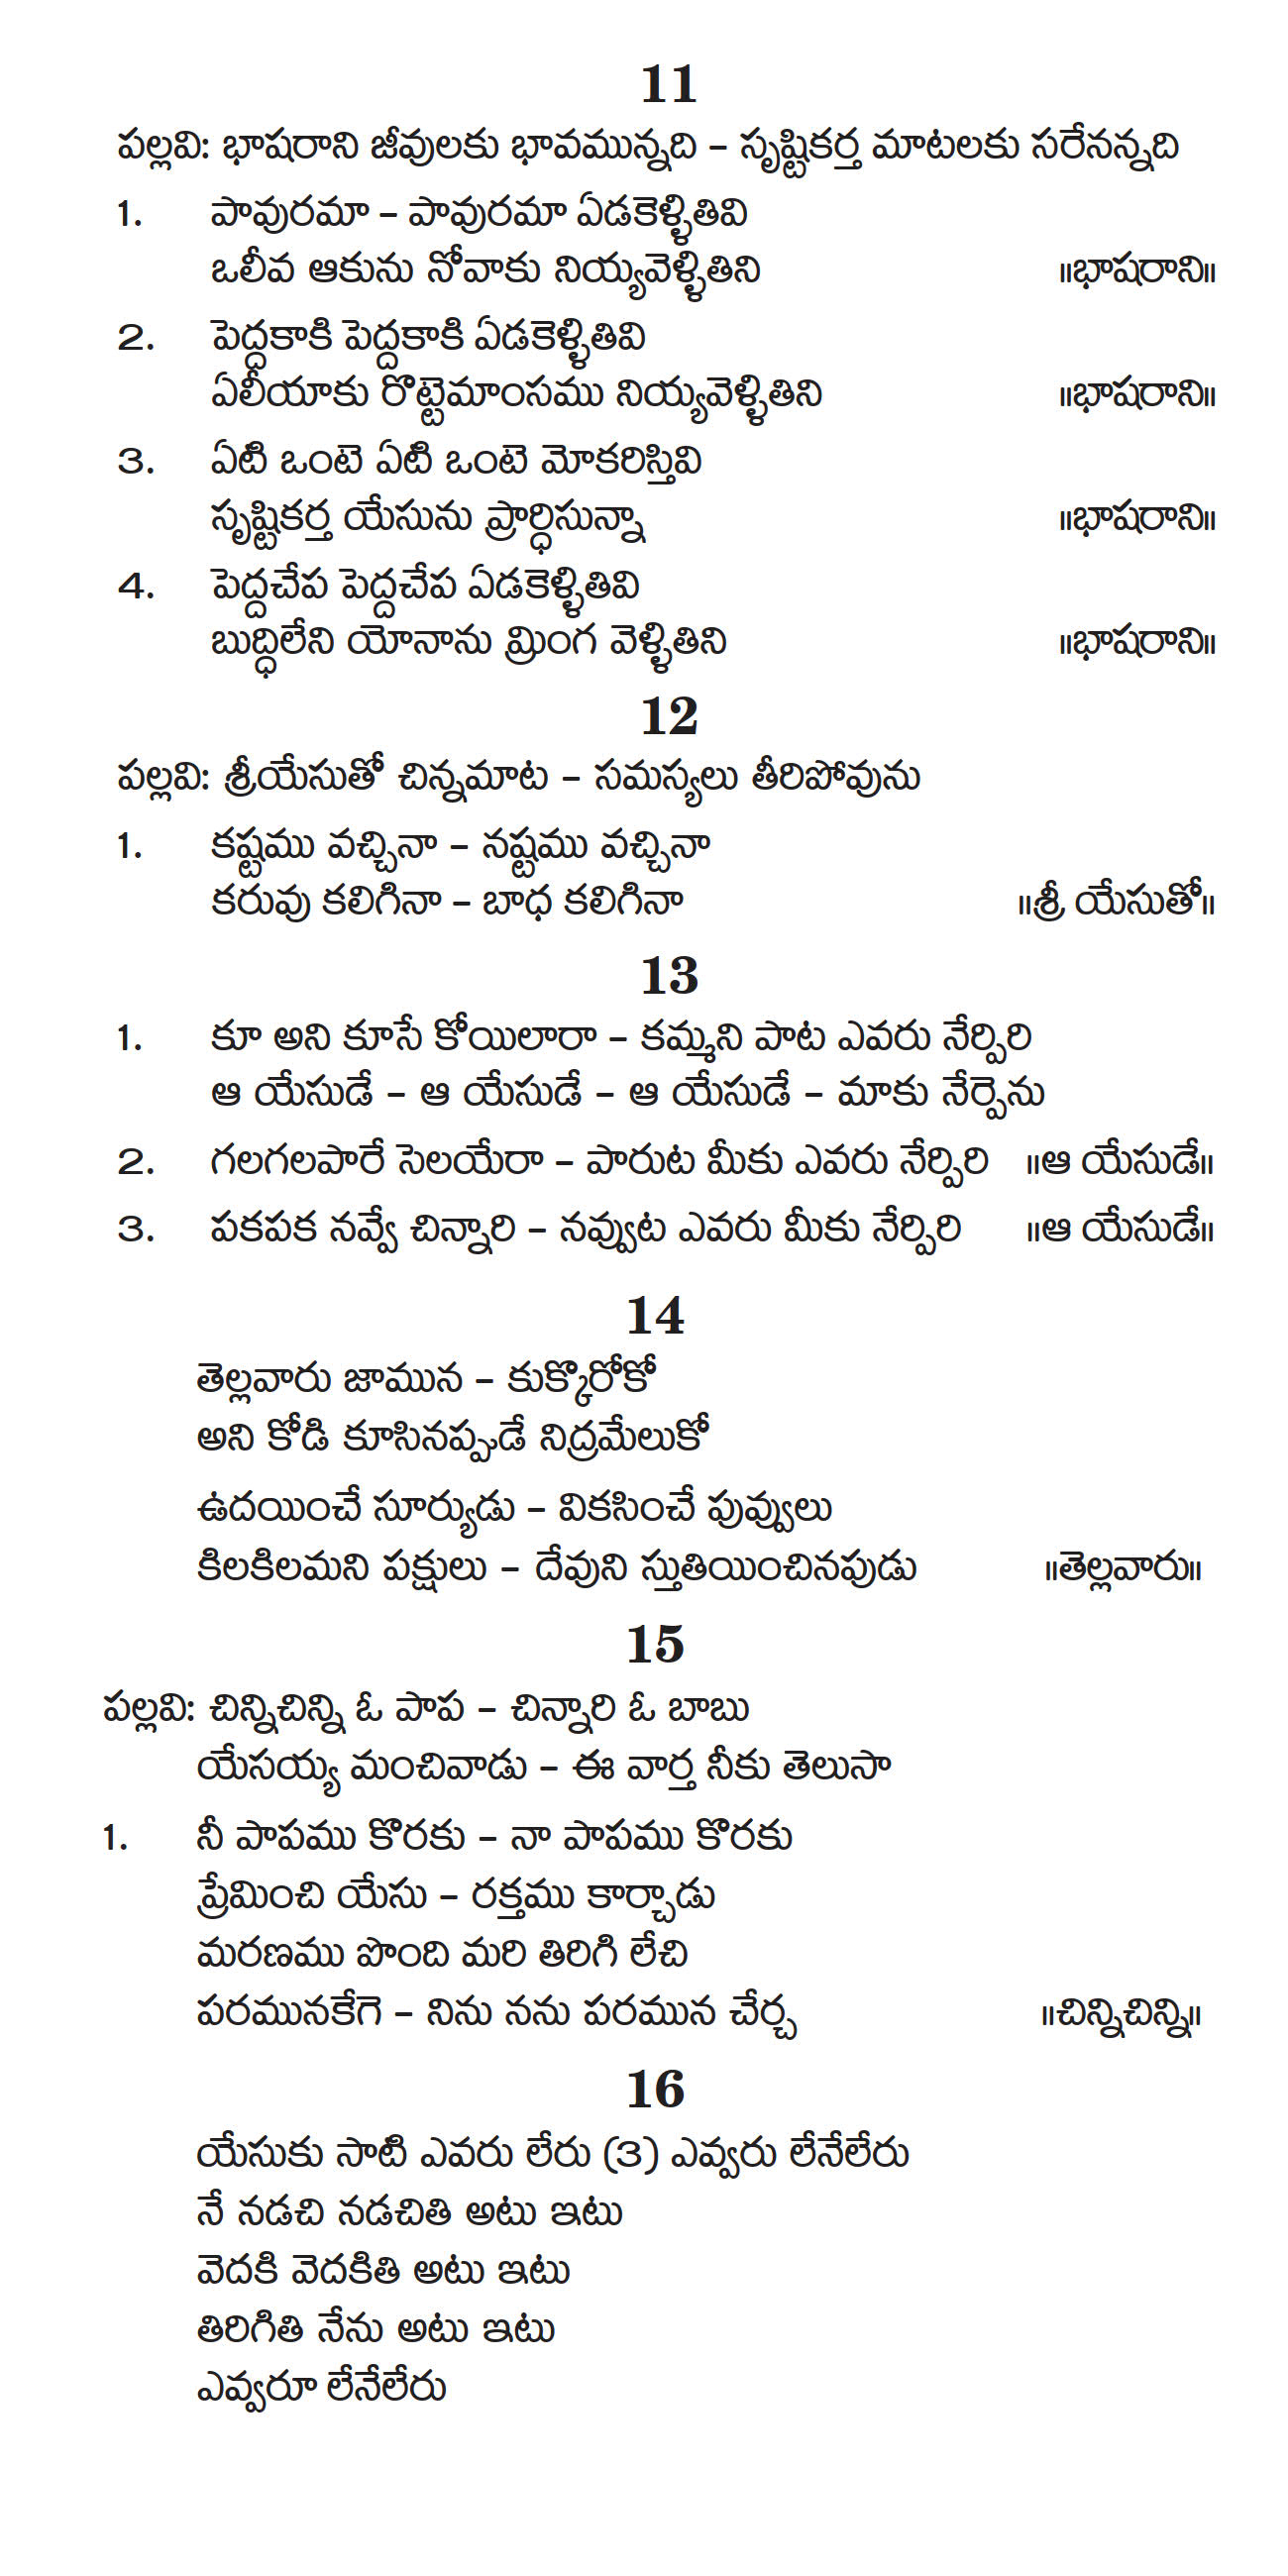 11
పల్లవి: భాషరాని జీవులకు భావమున్నది – సృష్టికర్త మాటలకు సరేనన్నది
1. పావురమా – పావురమా ఏడకెళ్ళితివి
ఒలీవ ఆకును నోవాకు నియ్యవెళ్ళితిని ॥భాషరాని॥
2. పెద్దకాకి పెద్దకాకి ఏడకెళ్ళితివి
ఏలీయాకు రొట్టెమాంసము నియ్యవెళ్ళితిని ॥భాషరాని॥
3. ఏటి ఒంటె ఏటి ఒంటె మోకరిస్తివి
సృష్టికర్త యేసును ప్రార్ధిసున్నా ॥భాషరాని॥
4. పెద్దచేప పెద్దచేప ఏడకెళ్ళితివి
బుద్ధిలేని యోనాను మ్రింగ వెళ్ళితిని ॥భాషరాని॥
12
పల్లవి: శ్రీయేసుతో చిన్నమాట – సమస్యలు తీరిపోవును
1. కష్టము వచ్చినా – నష్టము వచ్చినా
కరువు కలిగినా – బాధ కలిగినా ॥శ్రీ యేసుతో॥
13
1. కూ అని కూసే కోయిలారా – కమ్మని పాట ఎవరు నేర్పిరి
ఆ యేసుడే – ఆ యేసుడే – ఆ యేసుడే – మాకు నేర్పెను
2. గలగలపారే సెలయేరా – పారుట మీకు ఎవరు నేర్పిరి ॥ఆ యేసుడే॥
3. పకపక నవ్వే చిన్నారి – నవ్వుట ఎవరు మీకు నేర్పిరి ॥ఆ యేసుడే॥
14
తెల్లవారు జామున – కుక్కొరోకో
అని కోడి కూసినప్పుడే నిద్రమేలుకో
ఉదయించే సూర్యుడు – వికసించే పువ్వులు
కిలకిలమని పక్షులు – దేవుని స్తుతియించినపుడు ॥తెల్లవారు॥
15
పల్లవి: చిన్నిచిన్ని ఓ పాప – చిన్నారి ఓ బాబు
యేసయ్య మంచివాడు – ఈ వార్త నీకు తెలుసా
1. నీ పాపము కొరకు – నా పాపము కొరకు
ప్రేమించి యేసు – రక్తము కార్చాడు
మరణము పొంది మరి తిరిగి లేచి
పరమునకేగె – నిను నను పరమున చేర్చ ॥చిన్నిచిన్ని॥
16
యేసుకు సాటి ఎవరు లేరు (3) ఎవ్వరు లేనేలేరు
నే నడచి నడచితి అటు ఇటు
వెదకి వెదకితి అటు ఇటు
తిరిగితి నేను అటు ఇటు
ఎవ్వరూ లేనేలేరు